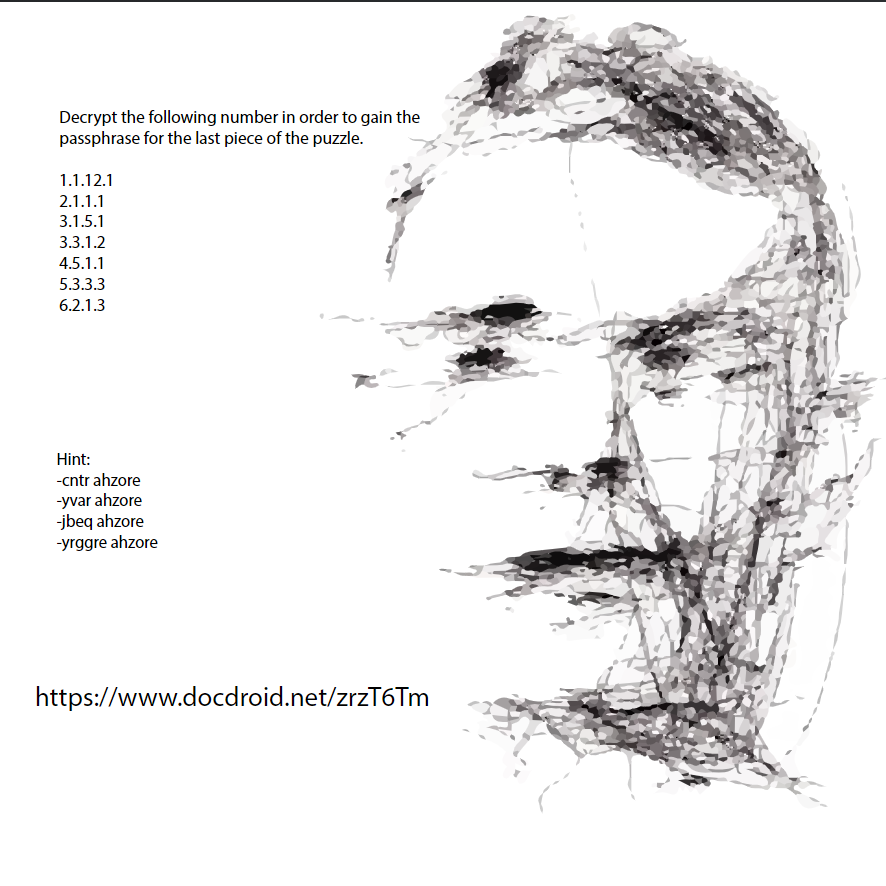 Decrypt the following number in order to gain the
passphrase for the last piece of the puzzle.
1.1.12.1
2.1.1.1
3.1.5.1
3.3.1.2
4.5.1.1
5.3.3.3
6.2.1.3
Hint:
-cntr ahzore
-yvar ahzore
-jbeq ahzore
-yrggre ahzore
https://www.docdroid.net/zrzT6Tm